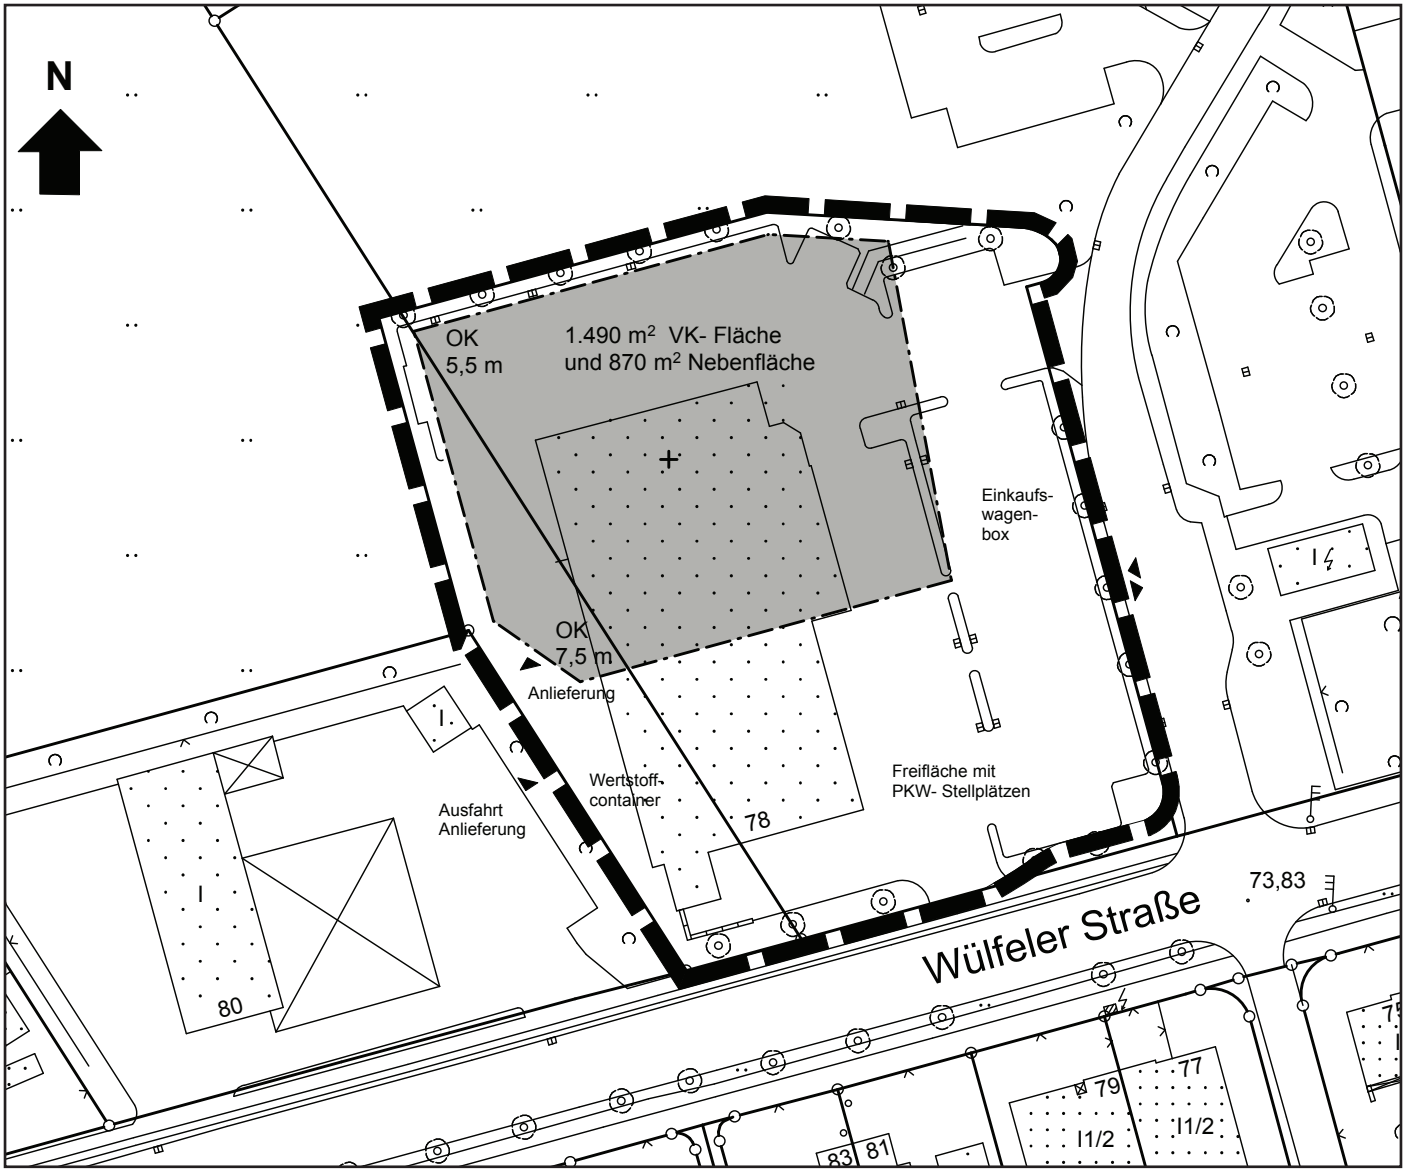 N
OK
5,5 m
1.490 m² VK- Fläche
und 870 m² Nebenfläche
Einkaufs-
wagen-
box
I
OK
7,5 m
Anlieferung
I
Wertstoff-
container
Freifläche mit
PKW- Stellplätzen
Ausfahrt
Anlieferung
78
I
80
73,83
Wülfeler Straße
79
77
I1/2
I1/2
83
81